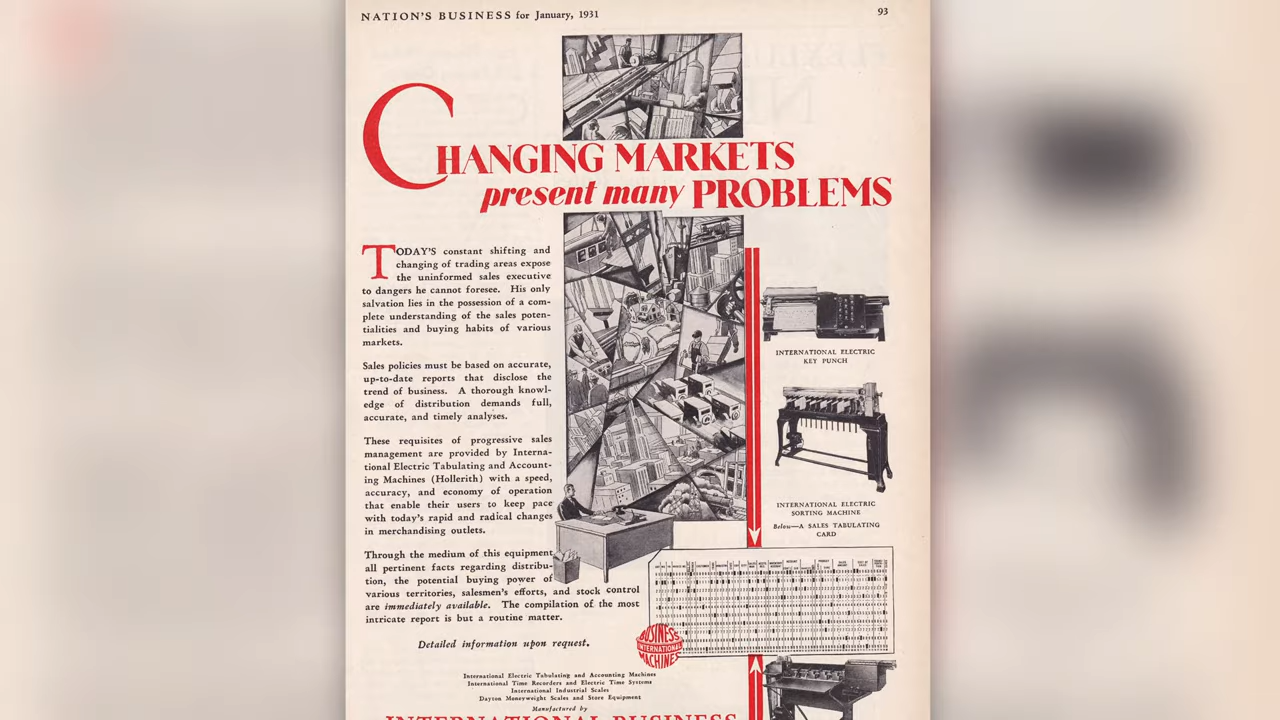 NATION'S BUSINESS for January, 1931
93
CHANGING MARKETS
present many PROBLEMS
TODAY'S constant shifting and
changing of trading areas expose
the uninformed sales executive
to dangers he cannot foresee. His only
salvation lies in the possession of a com-
plete understanding of the sales poten-
tialities and buying habits of various
markets.
Sales policies must be based on accurate,
up-to-date reports that disclose the
trend of business. A thorough knowl-
edge of distribution demands full,
accurate, and timely analyses.
These requisites of progressive sales
management are provided by Interna-
tional Electric Tabulating and Account-
ing Machines (Hollerith) with a speed,
accuracy, and economy of operation
that enable their users to keep pace
with today's rapid and radical changes
in merchandising outlets.
Through the medium of this equipment
all pertinent facts regarding distribu-
tion, the potential buying power of
various territories, salesmen's efforts, and stock control
are immediately available. The compilation of the most
intricate report is but a routine matter.
Detailed information upon request.
INTERNATIONAL ELECTRIC
KEY PUNCH
INTERNATIONAL ELECTRIC
SORTING MACHINE
Below—A SALES TABULATING
CARD
BUSINESS
INTERNATIONAL
MACHINES
International Electric Tabulating and Accounting Machines
International Time Recorders and Electric Time Systems
International Industrial Scales
Dayton Moneyweight Scales and Store Equipment
Manufactured by
INTERNATIONAL BUSINESS